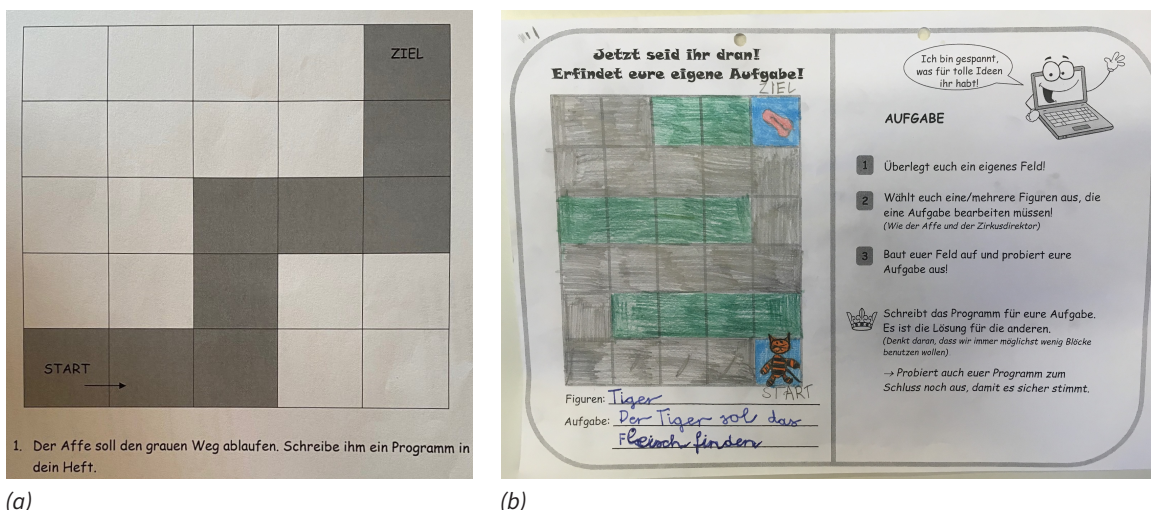 ZIEL
START
1. Der Affe soll den grauen Weg ablaufen. Schreibe ihm ein Programm in
dein Heft.
(a)
Jetzt seid ihr dran!
Erfindet eure eigene Aufgabe!
ZIEL
START
Figuren: Tiger
Aufgabe: Der Tiger sol das
Fleisch finden
Ich bin gespannt,
was für tolle Ideen
ihr habt!
AUFGABE
1 Überlegt euch ein eigenes Feld!
2 Wählt euch eine/mehrere Figuren aus, die
eine Aufgabe bearbeiten müssen!
(Wie der Affe und der Zirkusdirektor)
3 Baut euer Feld auf und probiert eure
Aufgabe aus!
Schreibt das Programm für eure Aufgabe.
Es ist die Lösung für die anderen.
(Denkt daran, dass wir immer möglichst wenig Blöcke
benutzen wollen)
→ Probiert auch euer Programm zum
Schluss noch aus, damit es sicher stimmt.
(b)